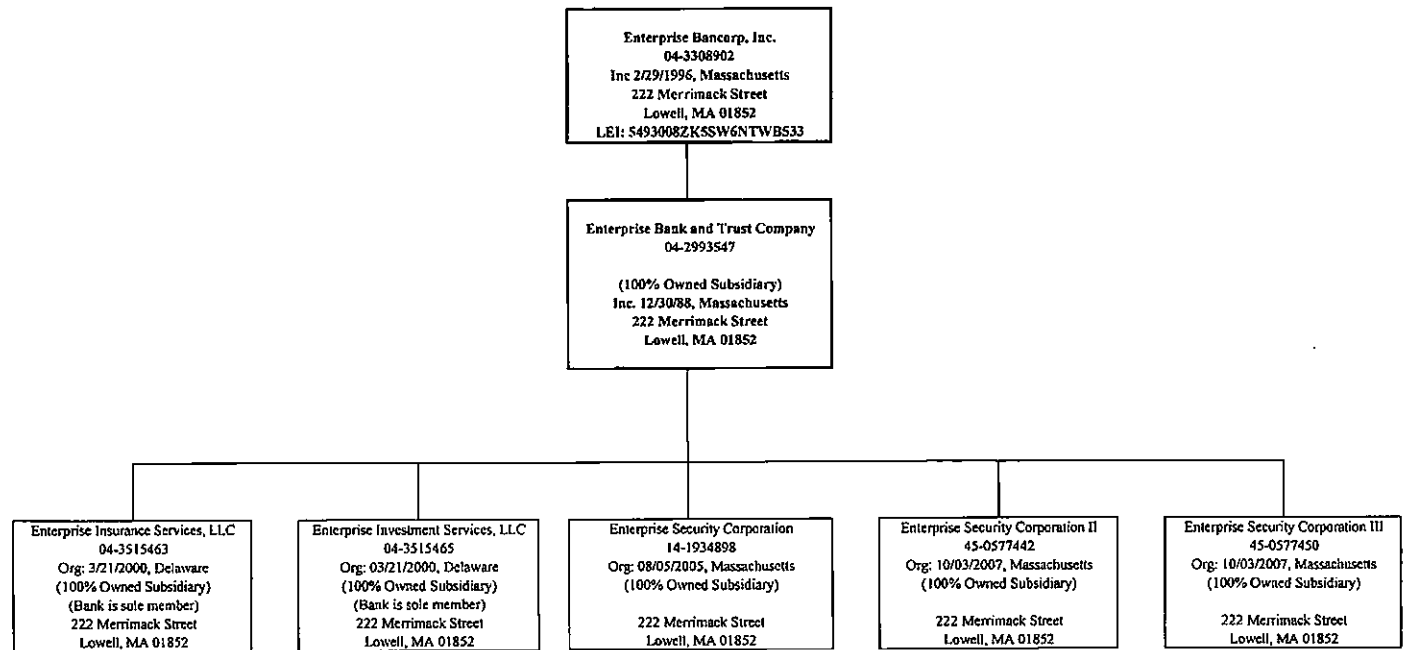 Enterprise Bancorp, Inc.
04-3308902
Inc 2/29/1996, Massachusetts
222 Merrimack Street
Lowell, MA 01852
LEI: 5493008ZK5SW6NTWBS33
Enterprise Bank and Trust Company
04-2993547
(100% Owned Subsidiary)
Inc. 12/30/88, Massachusetts
222 Merrimack Street
Lowell, MA 01852
Enterprise Insurance Services, LLC
04-3515463
Org: 3/21/2000, Delaware
(100% Owned Subsidiary)
(Bank is sole member)
222 Merrimack Street
Lowell, MA 01852
Enterprise Investment Services, LLC
04-3515465
Org: 03/21/2000, Delaware
(100% Owned Subsidiary)
(Bank is sole member)
222 Merrimack Street
Lowell, MA 01852
Enterprise Security Corporation
14-1934898
Org: 08/05/2005, Massachusetts
(100% Owned Subsidiary)
222 Merrimack Street
Lowell, MA 01852
Enterprise Security Corporation II
45-0577442
Org: 10/03/2007, Massachusetts
(100% Owned Subsidiary)
222 Merrimack Street
Lowell, MA 01852
Enterprise Security Corporation III
45-0577450
Org: 10/03/2007, Massachusetts
(100% Owned Subsidiary)
222 Merrimack Street
Lowell, MA 01852